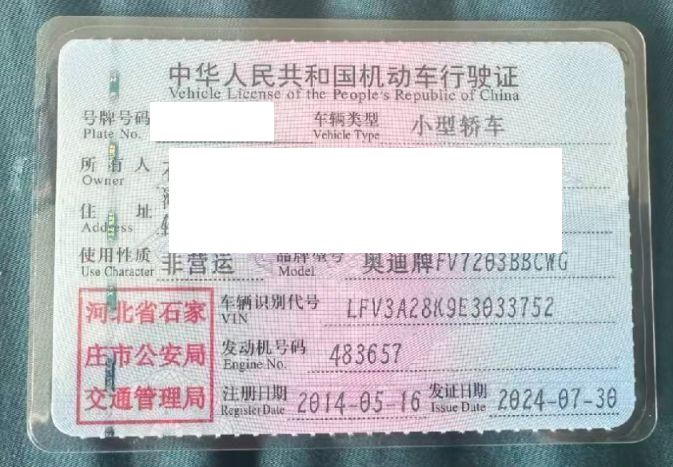 中华人民共和国机动车行驶证
Vehicle License of the People's Republic of China
号牌号码 车辆类型 小型轿车
Plate No. Vehicle Type
所有人
Owner
住址
Address
使用性质 非营运 品牌型号 奥迪牌FV7203BBCWG
Use Character Model
河北省石家
庄市公安局
交通管理局
车辆识别代号 LFV3A28K9E3033752
VIN
发动机号码 483657
Engine No.
注册日期 2014-05-16 发证日期 2024-07-30
Register Date Issue Date